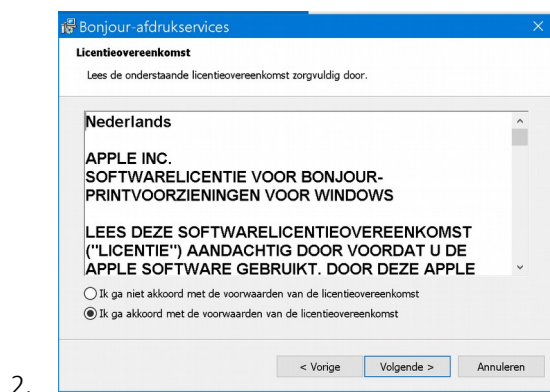 Bonjour-afdrukservices
Licentieovereenkomst
Lees de onderstaande licentieovereenkomst zorgvuldig door.
Nederlands
APPLE INC.
SOFTWARELICENTIE VOOR BONJOUR-
PRINTVOORZIENINGEN VOOR WINDOWS
LEES DEZE SOFTWARELICENTIEOVEREENKOMST
("LICENTIE") AANDACHTIG DOOR VOORDAT U DE
APPLE SOFTWARE GEBRUIKT. DOOR DEZE APPLE
Ik ga niet akkoord met de voorwaarden van de licentieovereenkomst
Ik ga akkoord met de voorwaarden van de licentieovereenkomst
< Vorige Volgende > Annuleren
2.